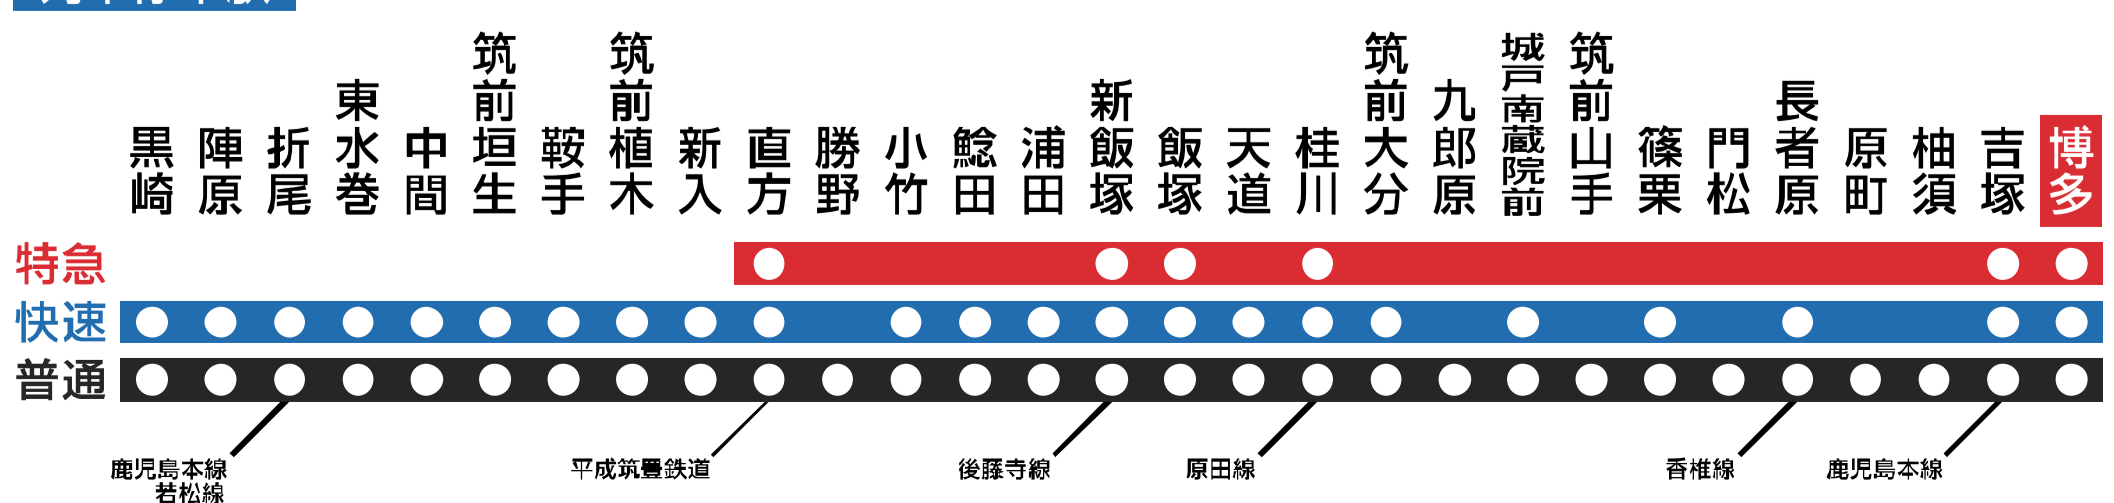 黒崎
陣原
折尾
東水巻
中間
筑前垣生
鞍手
筑前植木
新入
直方
勝野
小竹
鯰田
浦田
新飯塚
飯塚
天道
桂川
筑前大分
九郎原
城戸南蔵院前
筑前山手
篠栗
門松
長者原
原町
柚須
吉塚
博多
特急
快速
普通
鹿児島本線
若松線
平成筑豊鉄道
後藤寺線
原田線
香椎線
鹿児島本線